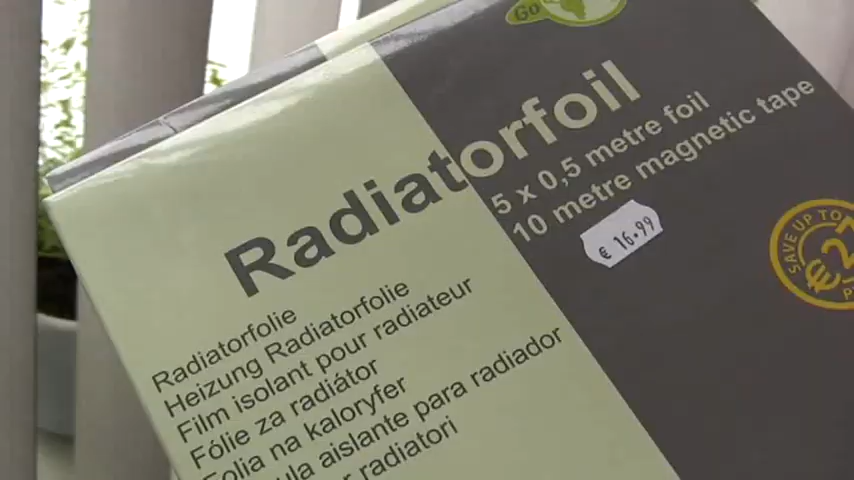 Go
Radiatorfoil
5 x 0,5 metre foil
10 metre magnetic tape
€ 16.99
SAVE UP TO
Radiatorfolie
Heizung Radiatorfolie
Film isolant pour radiateur
Fólie za radiátor
Folia na kaloryfer
aislante para radiador
radiatori